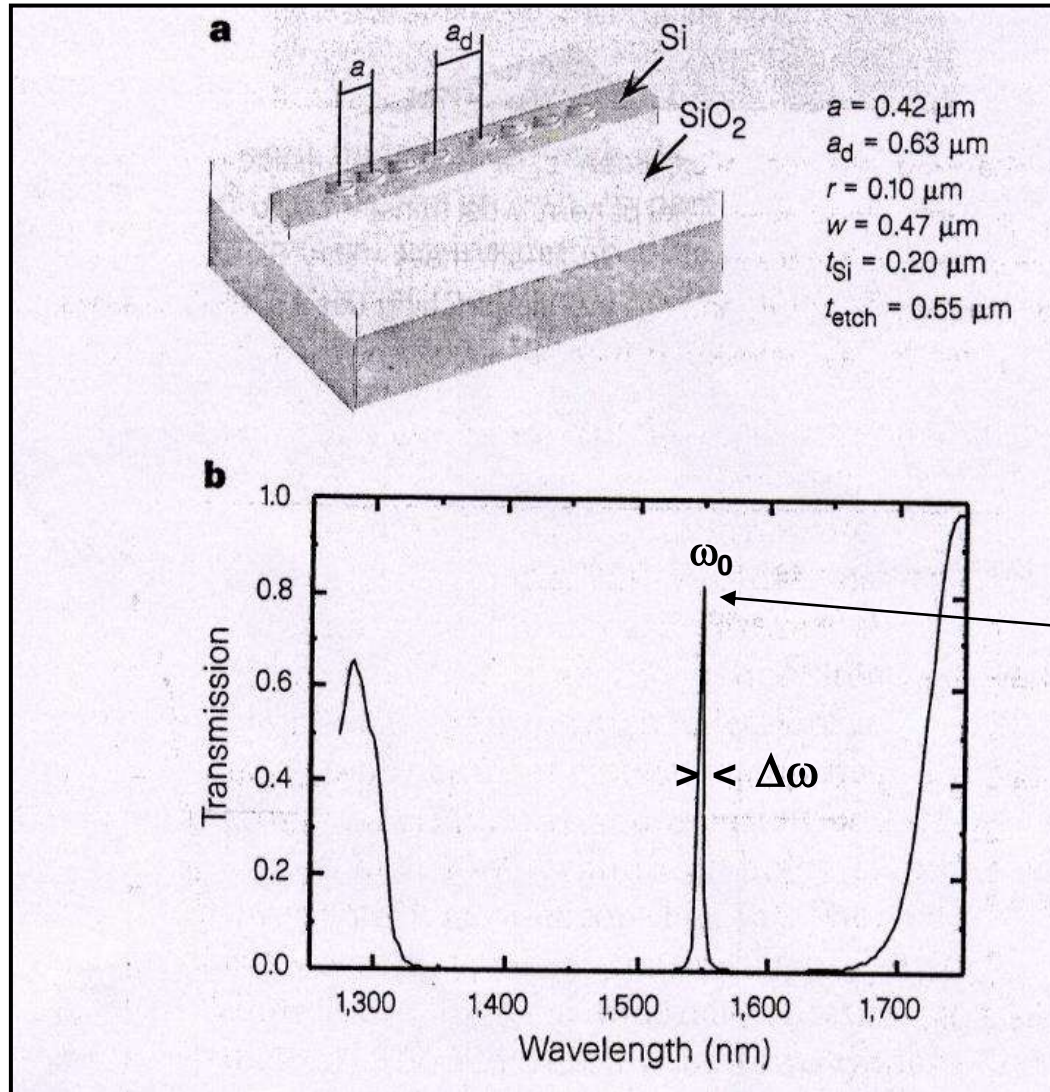 a
a
a_d
Si
SiO₂
a = 0.42 μm
a_d = 0.63 μm
r = 0.10 μm
w = 0.47 μm
t_Si = 0.20 μm
t_etch = 0.55 μm
b
1.0
0.8
0.6
0.4
0.2
0.0
Transmission
ω₀
> < Δω
1,300
1,400
1,500
1,600
1,700
Wavelength (nm)